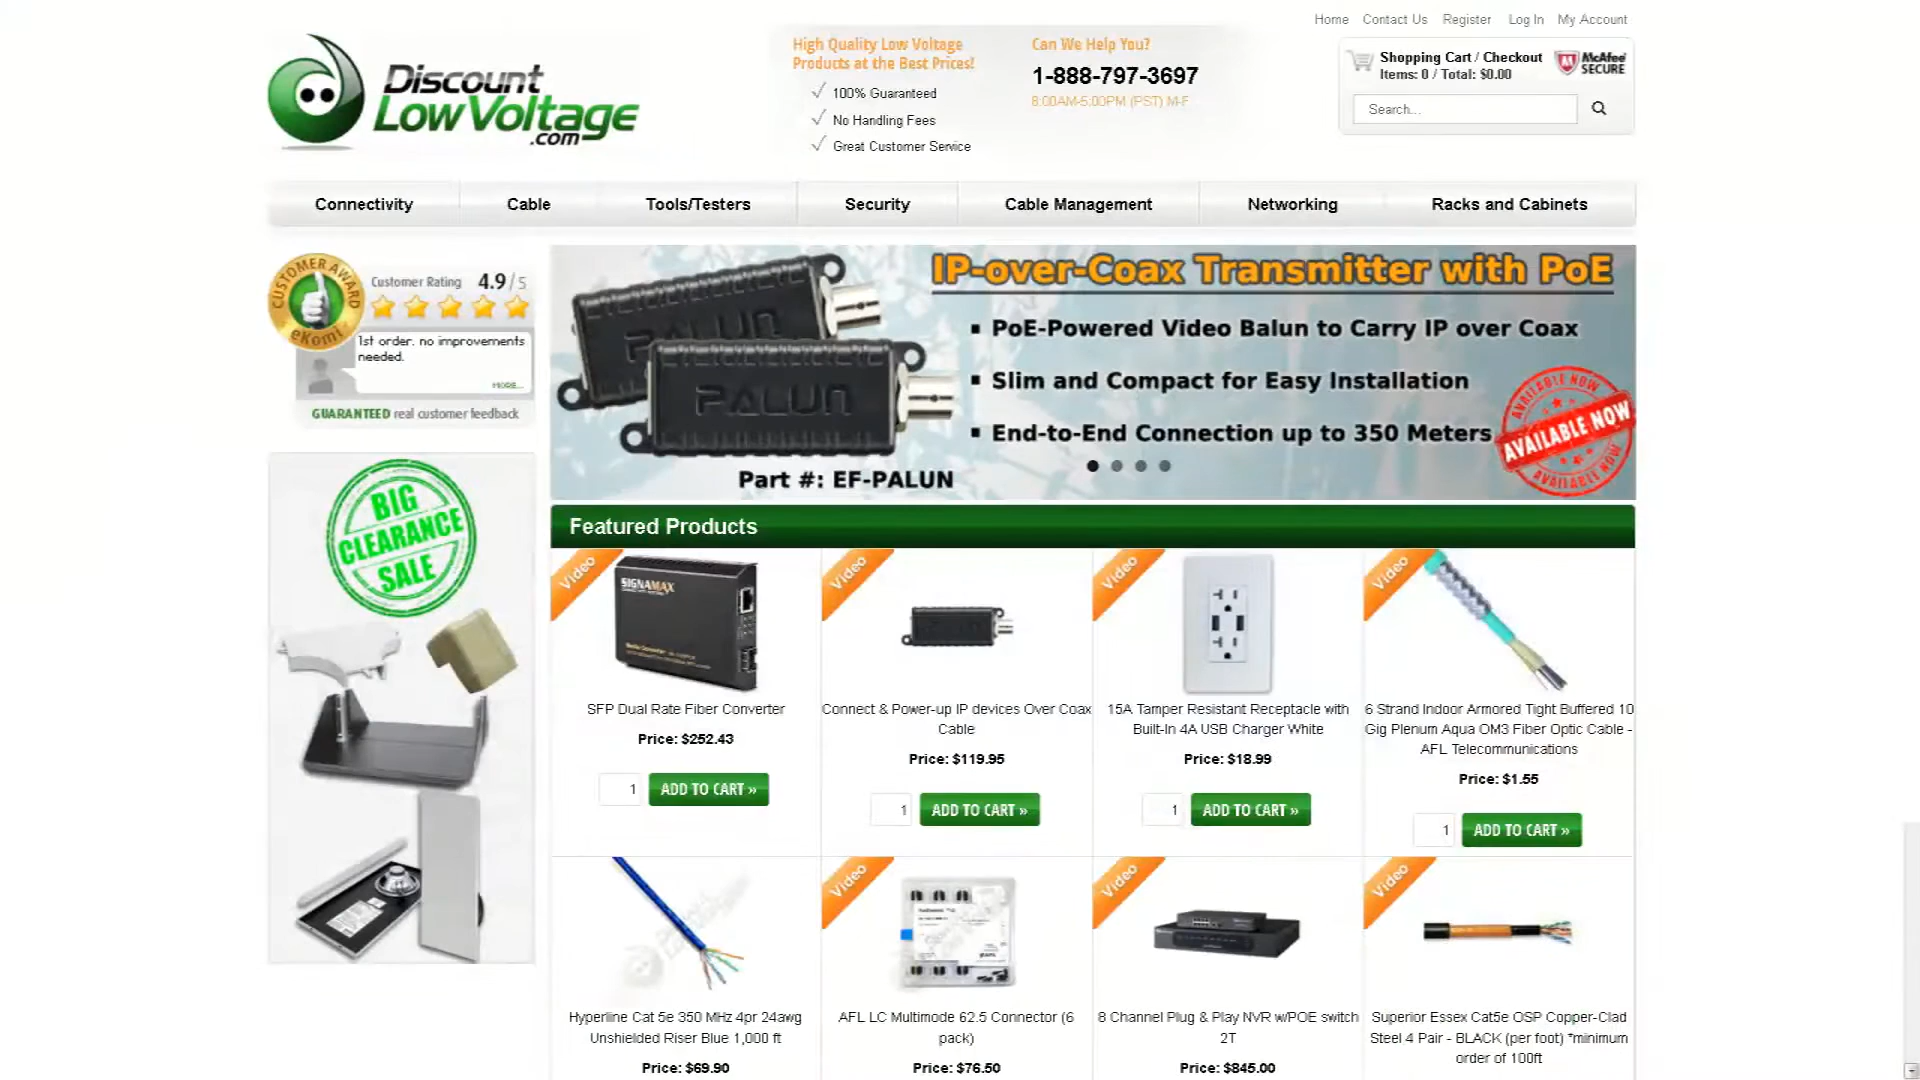 Home Contact Us Register Log In My Account
Discount
LowVoltage
.com
High Quality Low Voltage
Products at the Best Prices!
100% Guaranteed
No Handling Fees
Great Customer Service
Can We Help You?
1-888-797-3697
8:00AM-5:00PM (PST) M-F
Shopping Cart / Checkout
Items: 0 / Total: $0.00
McAfee
SECURE
Search...
Connectivity Cable Tools/Testers Security Cable Management Networking Racks and Cabinets
CUSTOMER AWARD
eKomi
Customer Rating 4.9 / 5
1st order. no improvements
needed.
MORE...
GUARANTEED real customer feedback
BIG
CLEARANCE
SALE
PALUN
PALUN
IP-over-Coax Transmitter with PoE
PoE-Powered Video Balun to Carry IP over Coax
Slim and Compact for Easy Installation
End-to-End Connection up to 350 Meters
Part #: EF-PALUN
AVAILABLE NOW
AVAILABLE NOW
AVAILABLE NOW
Featured Products
Video
SIGNAMAX
SFP Dual Rate Fiber Converter
Price: $252.43
1 ADD TO CART »
Video
Connect & Power-up IP devices Over Coax
Cable
Price: $119.95
1 ADD TO CART »
Video
15A Tamper Resistant Receptacle with
Built-In 4A USB Charger White
Price: $18.99
1 ADD TO CART »
Video
6 Strand Indoor Armored Tight Buffered 10
Gig Plenum Aqua OM3 Fiber Optic Cable -
AFL Telecommunications
Price: $1.55
1 ADD TO CART »
Hyperline Cat 5e 350 MHz 4pr 24awg
Unshielded Riser Blue 1,000 ft
Price: $69.90
Video
AFL LC Multimode 62.5 Connector (6
pack)
Price: $76.50
Video
8 Channel Plug & Play NVR w/POE switch
2T
Price: $845.00
Video
Superior Essex Cat5e OSP Copper-Clad
Steel 4 Pair - BLACK (per foot) *minimum
order of 100ft